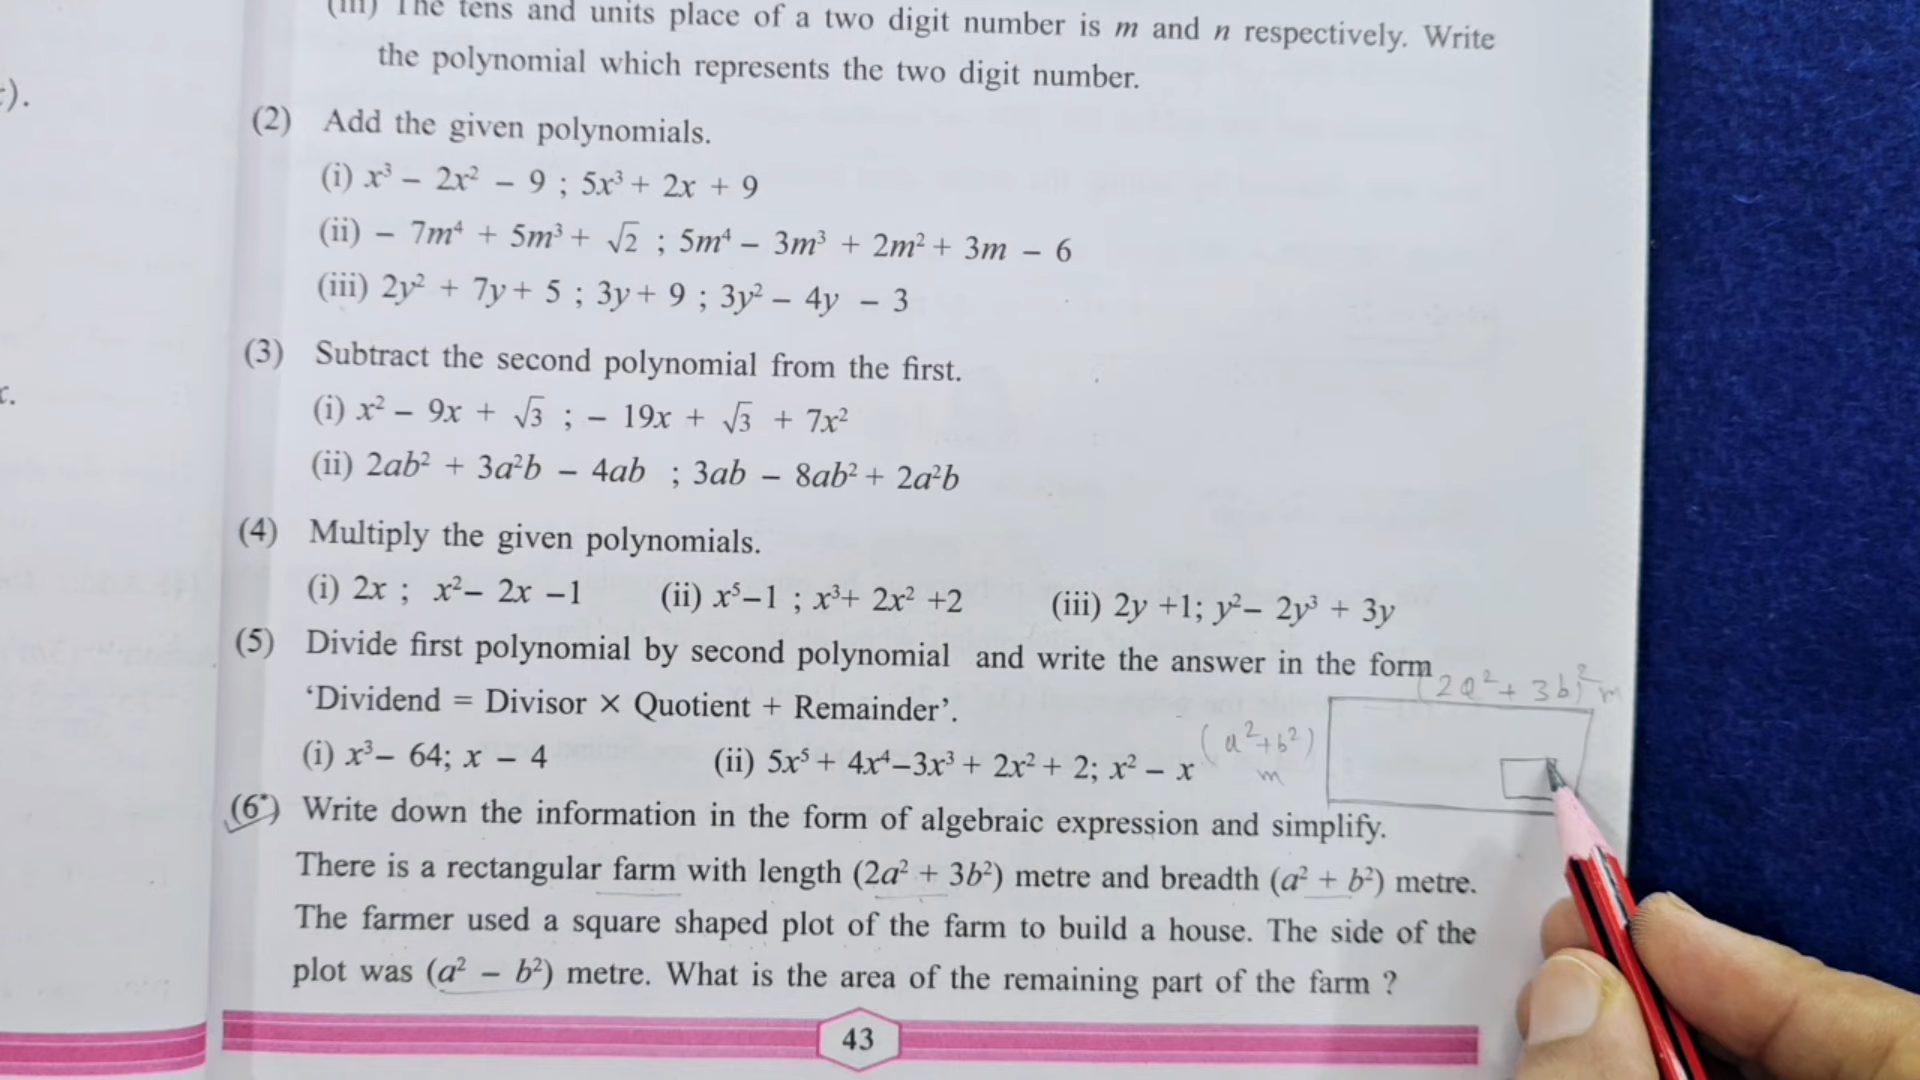 (iii) The tens and units place of a two digit number is m and n respectively. Write
the polynomial which represents the two digit number.
(2) Add the given polynomials.
(i) x³ – 2x² – 9 ; 5x³ + 2x + 9
(ii) – 7m⁴ + 5m³ + √2 ; 5m⁴ – 3m³ + 2m² + 3m – 6
(iii) 2y² + 7y + 5 ; 3y + 9 ; 3y² – 4y – 3
(3) Subtract the second polynomial from the first.
(i) x² – 9x + √3 ; – 19x + √3 + 7x²
(ii) 2ab² + 3a²b – 4ab ; 3ab – 8ab² + 2a²b
(4) Multiply the given polynomials.
(i) 2x ; x² – 2x –1 (ii) x⁵–1 ; x³+ 2x² +2 (iii) 2y +1; y²– 2y³ + 3y
(5) Divide first polynomial by second polynomial and write the answer in the form
‘Dividend = Divisor × Quotient + Remainder’.
(2a² + 3b)² m
(a²+b²)
m
(i) x³– 64; x – 4 (ii) 5x⁵ + 4x⁴–3x³ + 2x² + 2; x² – x
(6*) Write down the information in the form of algebraic expression and simplify.
There is a rectangular farm with length (2a² + 3b²) metre and breadth (a² + b²) metre.
The farmer used a square shaped plot of the farm to build a house. The side of the
plot was (a² – b²) metre. What is the area of the remaining part of the farm ?
43